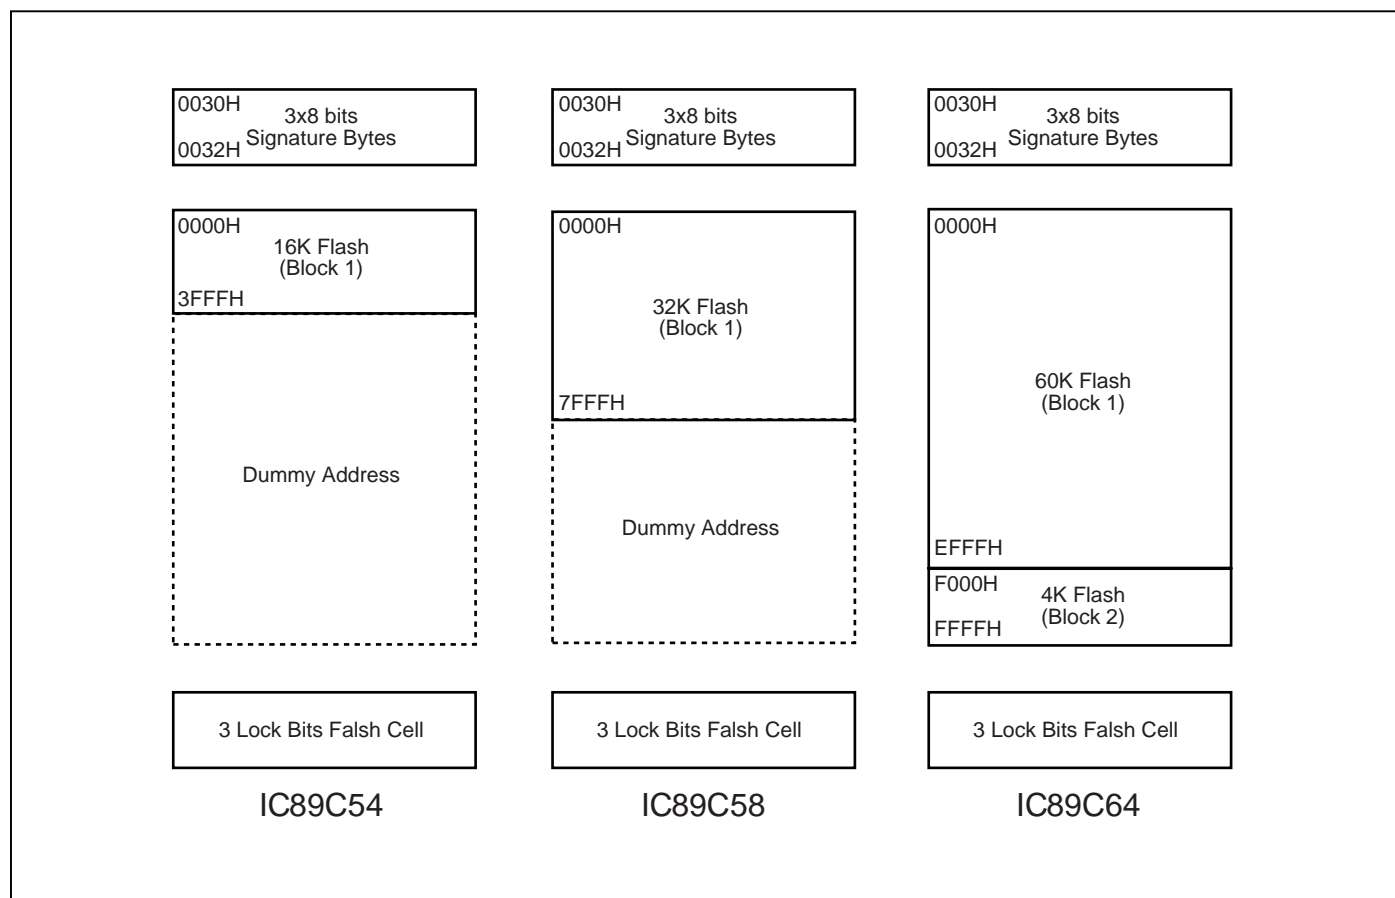 0030H
3x8 bits
Signature Bytes
0032H
0000H
16K Flash
(Block 1)
3FFFH
Dummy Address
3 Lock Bits Falsh Cell
IC89C54
0030H
3x8 bits
Signature Bytes
0032H
0000H
32K Flash
(Block 1)
7FFFH
Dummy Address
3 Lock Bits Falsh Cell
IC89C58
0030H
3x8 bits
Signature Bytes
0032H
0000H
60K Flash
(Block 1)
EFFFH
F000H
4K Flash
(Block 2)
FFFFH
3 Lock Bits Falsh Cell
IC89C64